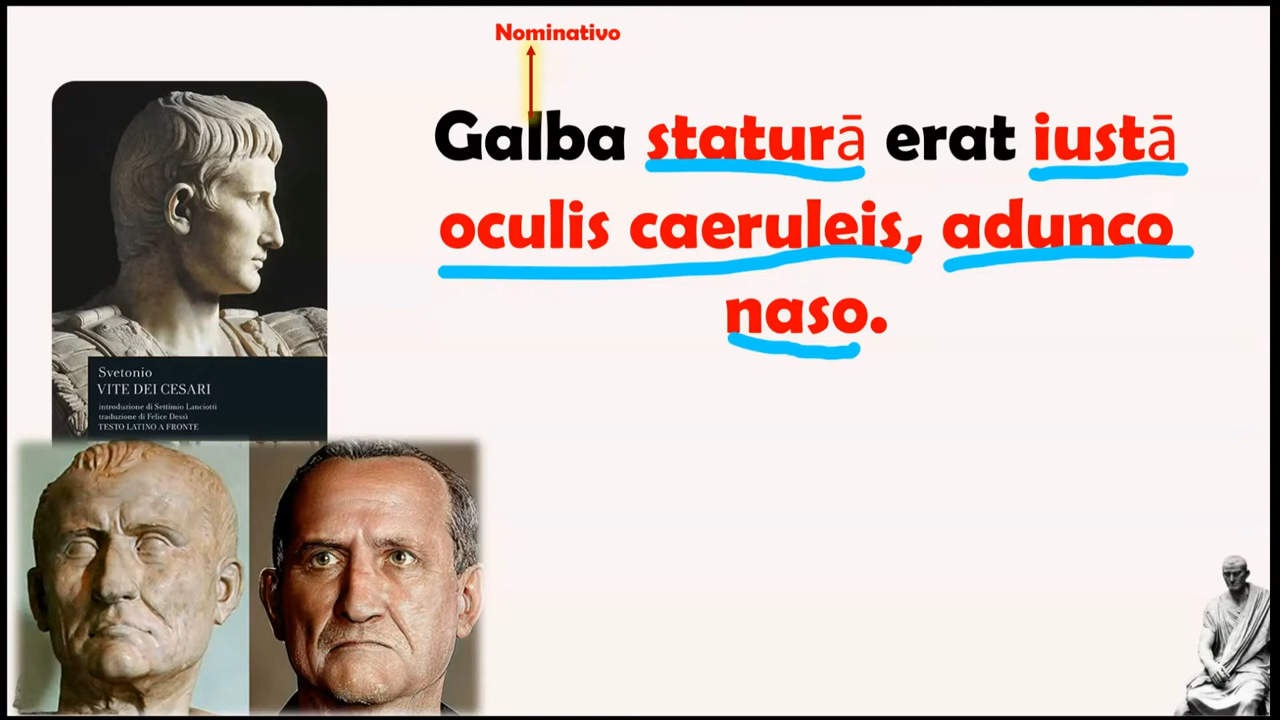 Nominativo
Galba staturā erat iustā
oculis caeruleis, adunco
naso.
Svetonio
VITE DEI CESARI
introduzione di Settimio Lanciotti
traduzione di Felice Dessì
TESTO LATINO A FRONTE